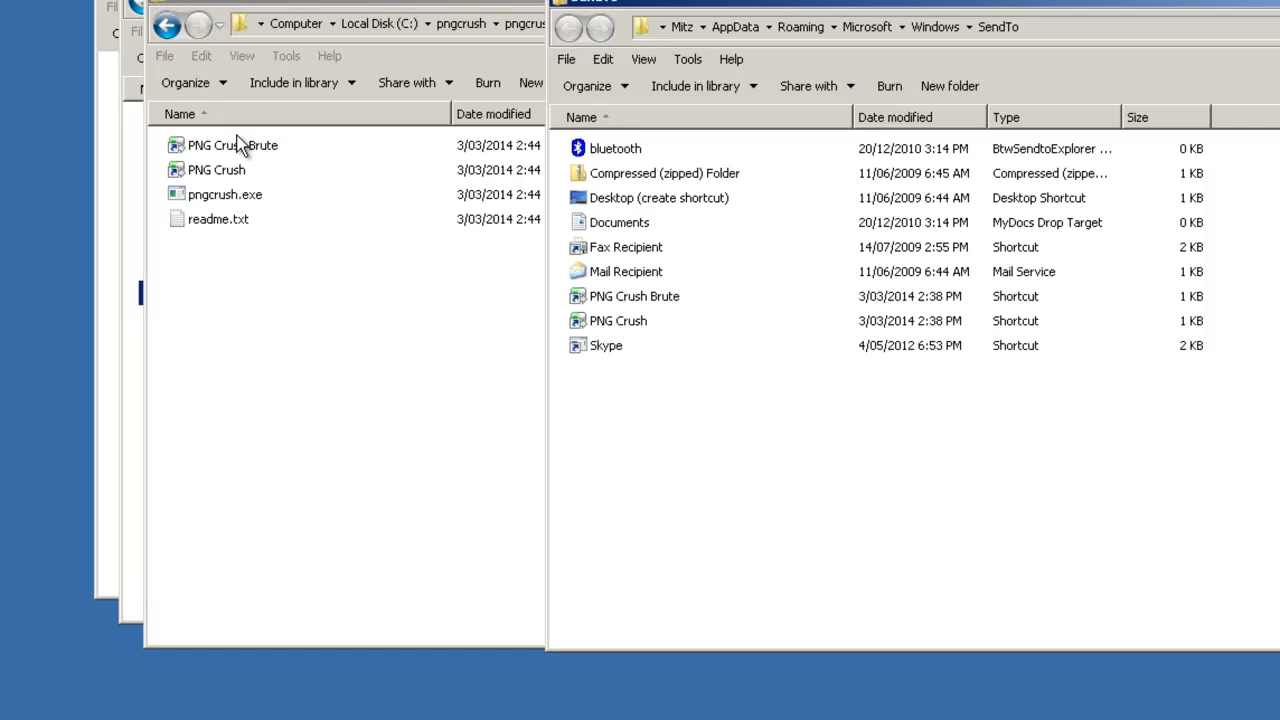 Computer Local Disk (C:) pngcrush pngcrus
File Edit View Tools Help
Organize Include in library Share with Burn New
Name Date modified
PNG Crush Brute 3/03/2014 2:44
PNG Crush 3/03/2014 2:44
pngcrush.exe 3/03/2014 2:44
readme.txt 3/03/2014 2:44
Mitz AppData Roaming Microsoft Windows SendTo
File Edit View Tools Help
Organize Include in library Share with Burn New folder
Name Date modified Type Size
bluetooth 20/12/2010 3:14 PM BtwSendtoExplorer ... 0 KB
Compressed (zipped) Folder 11/06/2009 6:45 AM Compressed (zippe... 1 KB
Desktop (create shortcut) 11/06/2009 6:44 AM Desktop Shortcut 1 KB
Documents 20/12/2010 3:14 PM MyDocs Drop Target 0 KB
Fax Recipient 14/07/2009 2:55 PM Shortcut 2 KB
Mail Recipient 11/06/2009 6:44 AM Mail Service 1 KB
PNG Crush Brute 3/03/2014 2:38 PM Shortcut 1 KB
PNG Crush 3/03/2014 2:38 PM Shortcut 1 KB
Skype 4/05/2012 6:53 PM Shortcut 2 KB